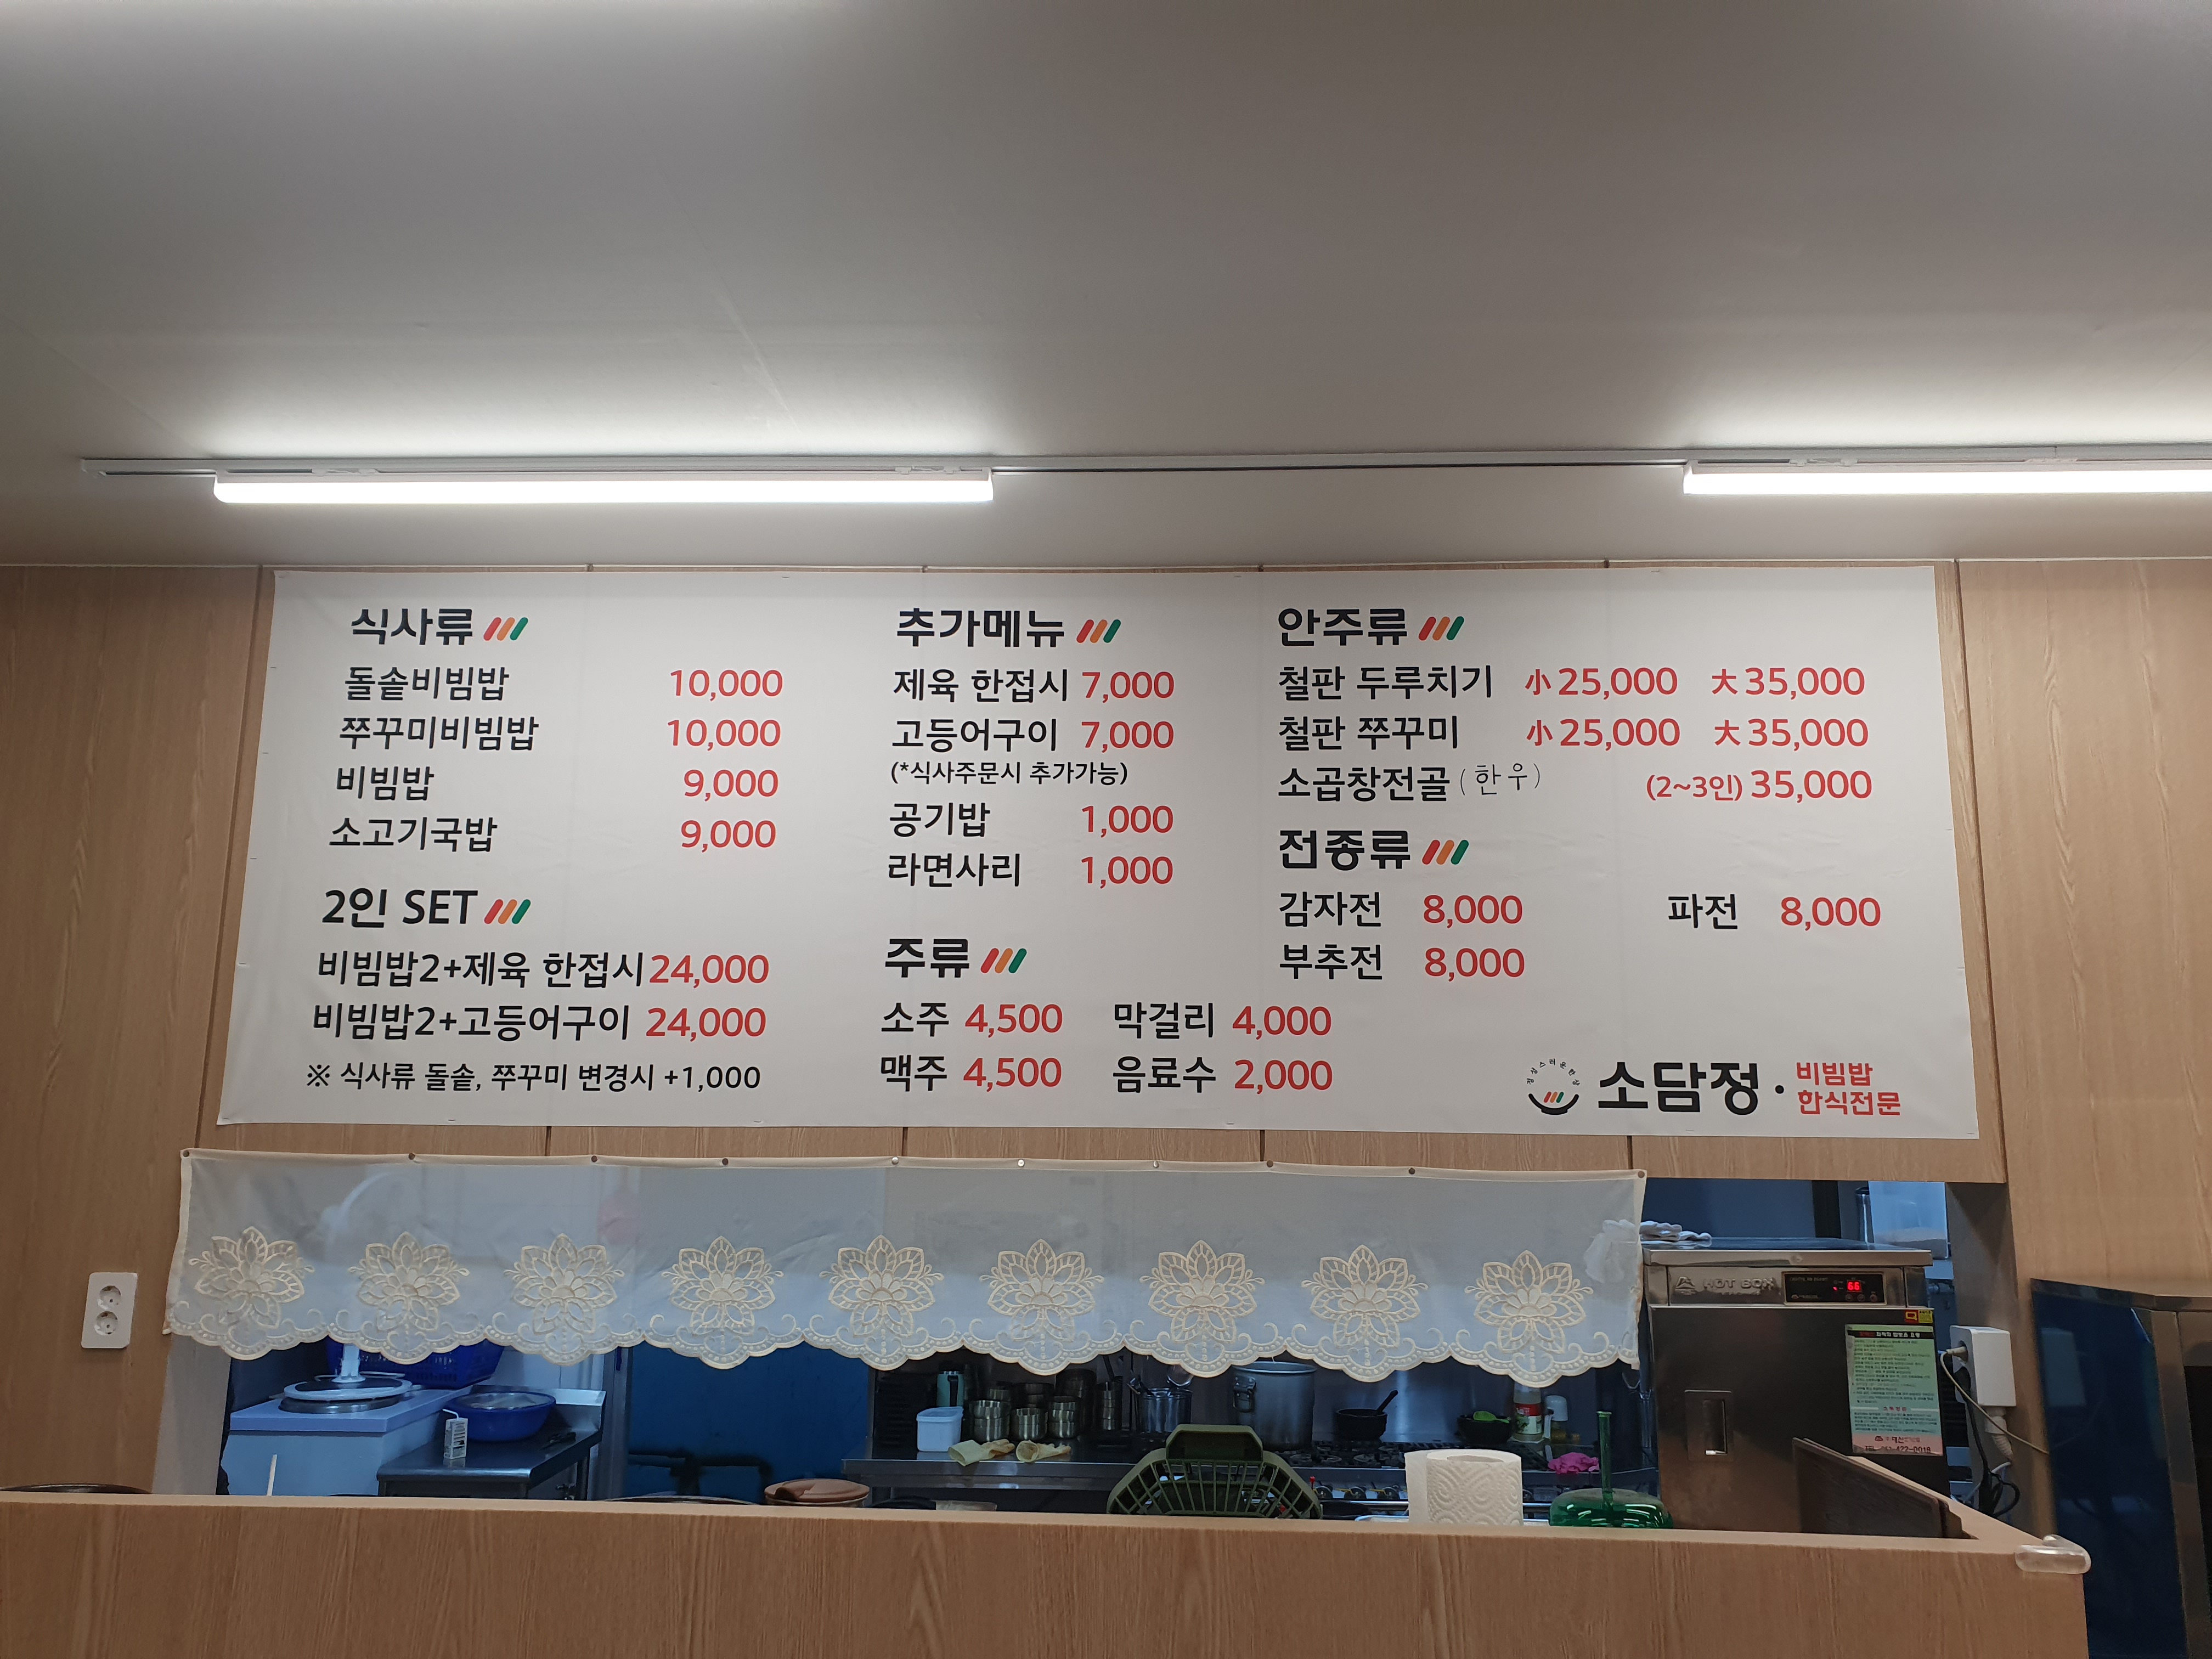 식사류
돌솥비빔밥 10,000
쭈꾸미비빔밥 10,000
비빔밥 9,000
소고기국밥 9,000
2인 SET
비빔밥2+제육 한접시 24,000
비빔밥2+고등어구이 24,000
※ 식사류 돌솥, 쭈꾸미 변경시 +1,000
추가메뉴
제육 한접시 7,000
고등어구이 7,000
(*식사주문시 추가가능)
공기밥 1,000
라면사리 1,000
주류
소주 4,500 막걸리 4,000
맥주 4,500 음료수 2,000
안주류
철판 두루치기 小 25,000 大 35,000
철판 쭈꾸미 小 25,000 大 35,000
소곱창전골 (한우) (2~3인) 35,000
전종류
감자전 8,000 파전 8,000
부추전 8,000
정성스러운한상
소담정 · 비빔밥
한식전문
HOT BOX
66